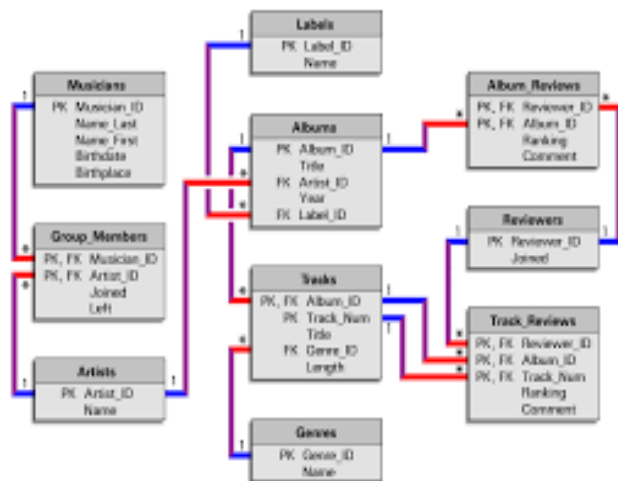 Labels
PK Label_ID
Name
Musicians
PK Musician_ID
Name_Last
Name_First
Birthdate
Birthplace
Albums
PK Album_ID
Title
FK Artist_ID
Year
FK Label_ID
Album_Reviews
PK, FK Reviewer_ID
PK, FK Album_ID
Ranking
Comment
Group_Members
PK, FK Musician_ID
PK, FK Artist_ID
Joined
Left
Reviewers
PK Reviewer_ID
Joined
Tracks
PK, FK Album_ID
PK Track_Num
Title
FK Genre_ID
Length
Track_Reviews
PK, FK Reviewer_ID
PK, FK Album_ID
PK, FK Track_Num
Ranking
Comment
Artists
PK Artist_ID
Name
Genres
PK Genre_ID
Name